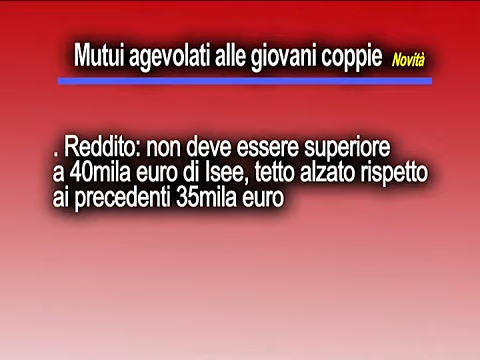 Mutui agevolati alle giovani coppie Novità
. Reddito: non deve essere superiore
a 40mila euro di Isee, tetto alzato rispetto
ai precedenti 35mila euro